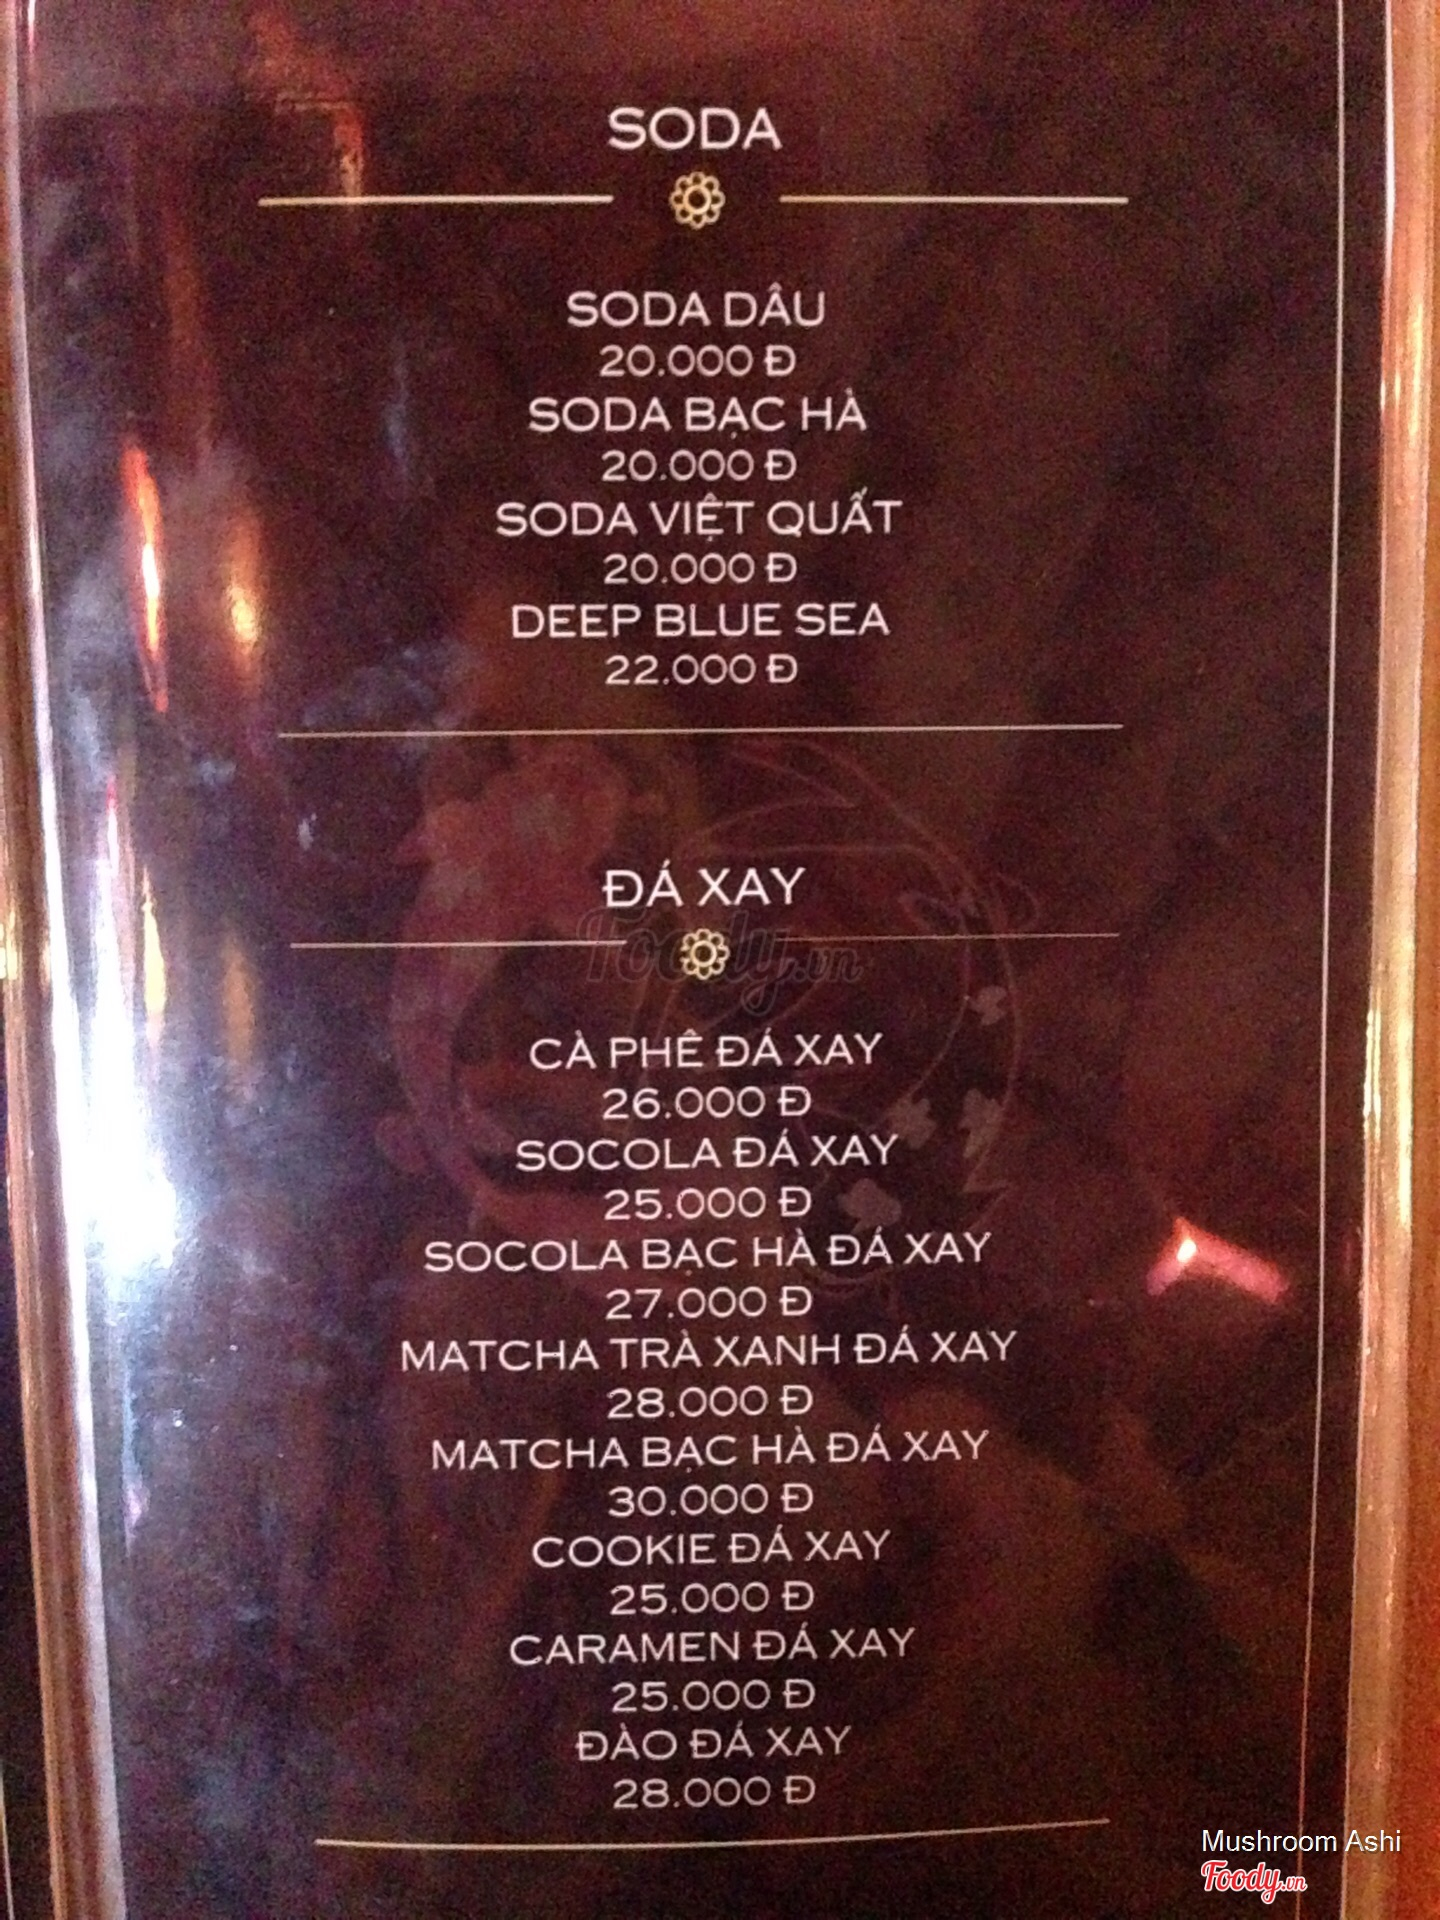 SODA
SODA DÂU
20.000 Đ
SODA BẠC HÀ
20.000 Đ
SODA VIỆT QUẤT
20.000 Đ
DEEP BLUE SEA
22.000 Đ
ĐÁ XAY
Foody.vn
CÀ PHÊ ĐÁ XAY
26.000 Đ
SOCOLA ĐÁ XAY
25.000 Đ
SOCOLA BẠC HÀ ĐÁ XAY
27.000 Đ
MATCHA TRÀ XANH ĐÁ XAY
28.000 Đ
MATCHA BẠC HÀ ĐÁ XAY
30.000 Đ
COOKIE ĐÁ XAY
25.000 Đ
CARAMEN ĐÁ XAY
25.000 Đ
ĐÀO ĐÁ XAY
28.000 Đ
Mushroom Ashi
Foody.vn